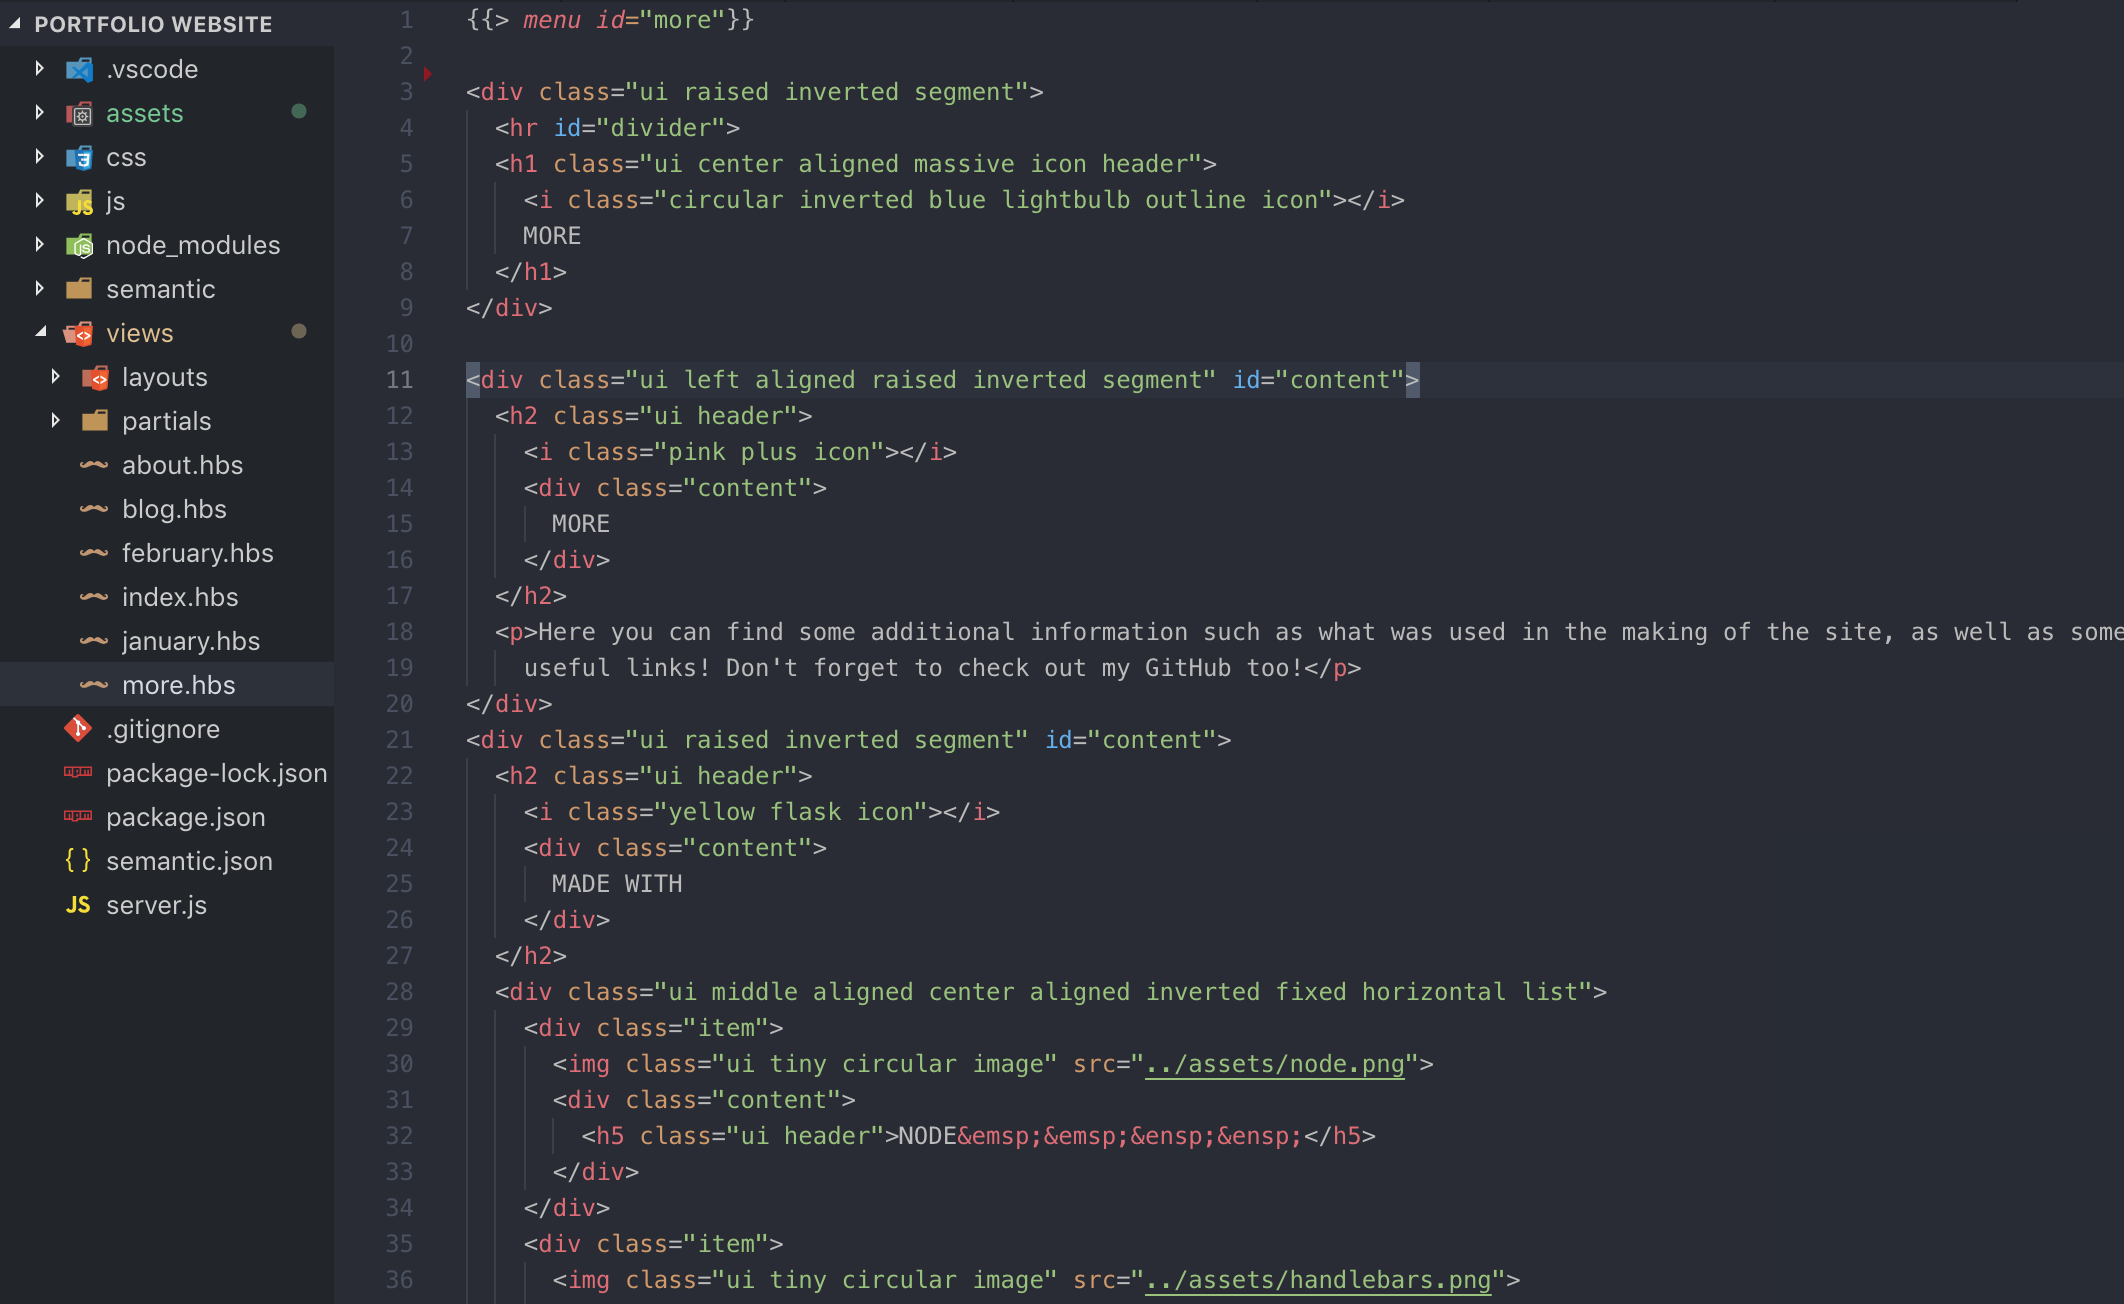 PORTFOLIO WEBSITE
.vscode
assets
css
js
node_modules
semantic
views
layouts
partials
about.hbs
blog.hbs
february.hbs
index.hbs
january.hbs
more.hbs
.gitignore
package-lock.json
package.json
{ } semantic.json
JS server.js
1 {{> menu id="more"}}
2
3 <div class="ui raised inverted segment">
4 <hr id="divider">
5 <h1 class="ui center aligned massive icon header">
6 <i class="circular inverted blue lightbulb outline icon"></i>
7 MORE
8 </h1>
9 </div>
10
11 <div class="ui left aligned raised inverted segment" id="content">
12 <h2 class="ui header">
13 <i class="pink plus icon"></i>
14 <div class="content">
15 MORE
16 </div>
17 </h2>
18 <p>Here you can find some additional information such as what was used in the making of the site, as well as some
19 useful links! Don't forget to check out my GitHub too!</p>
20 </div>
21 <div class="ui raised inverted segment" id="content">
22 <h2 class="ui header">
23 <i class="yellow flask icon"></i>
24 <div class="content">
25 MADE WITH
26 </div>
27 </h2>
28 <div class="ui middle aligned center aligned inverted fixed horizontal list">
29 <div class="item">
30 <img class="ui tiny circular image" src="../assets/node.png">
31 <div class="content">
32 <h5 class="ui header">NODE&emsp;&emsp;&ensp;&ensp;</h5>
33 </div>
34 </div>
35 <div class="item">
36 <img class="ui tiny circular image" src="../assets/handlebars.png">